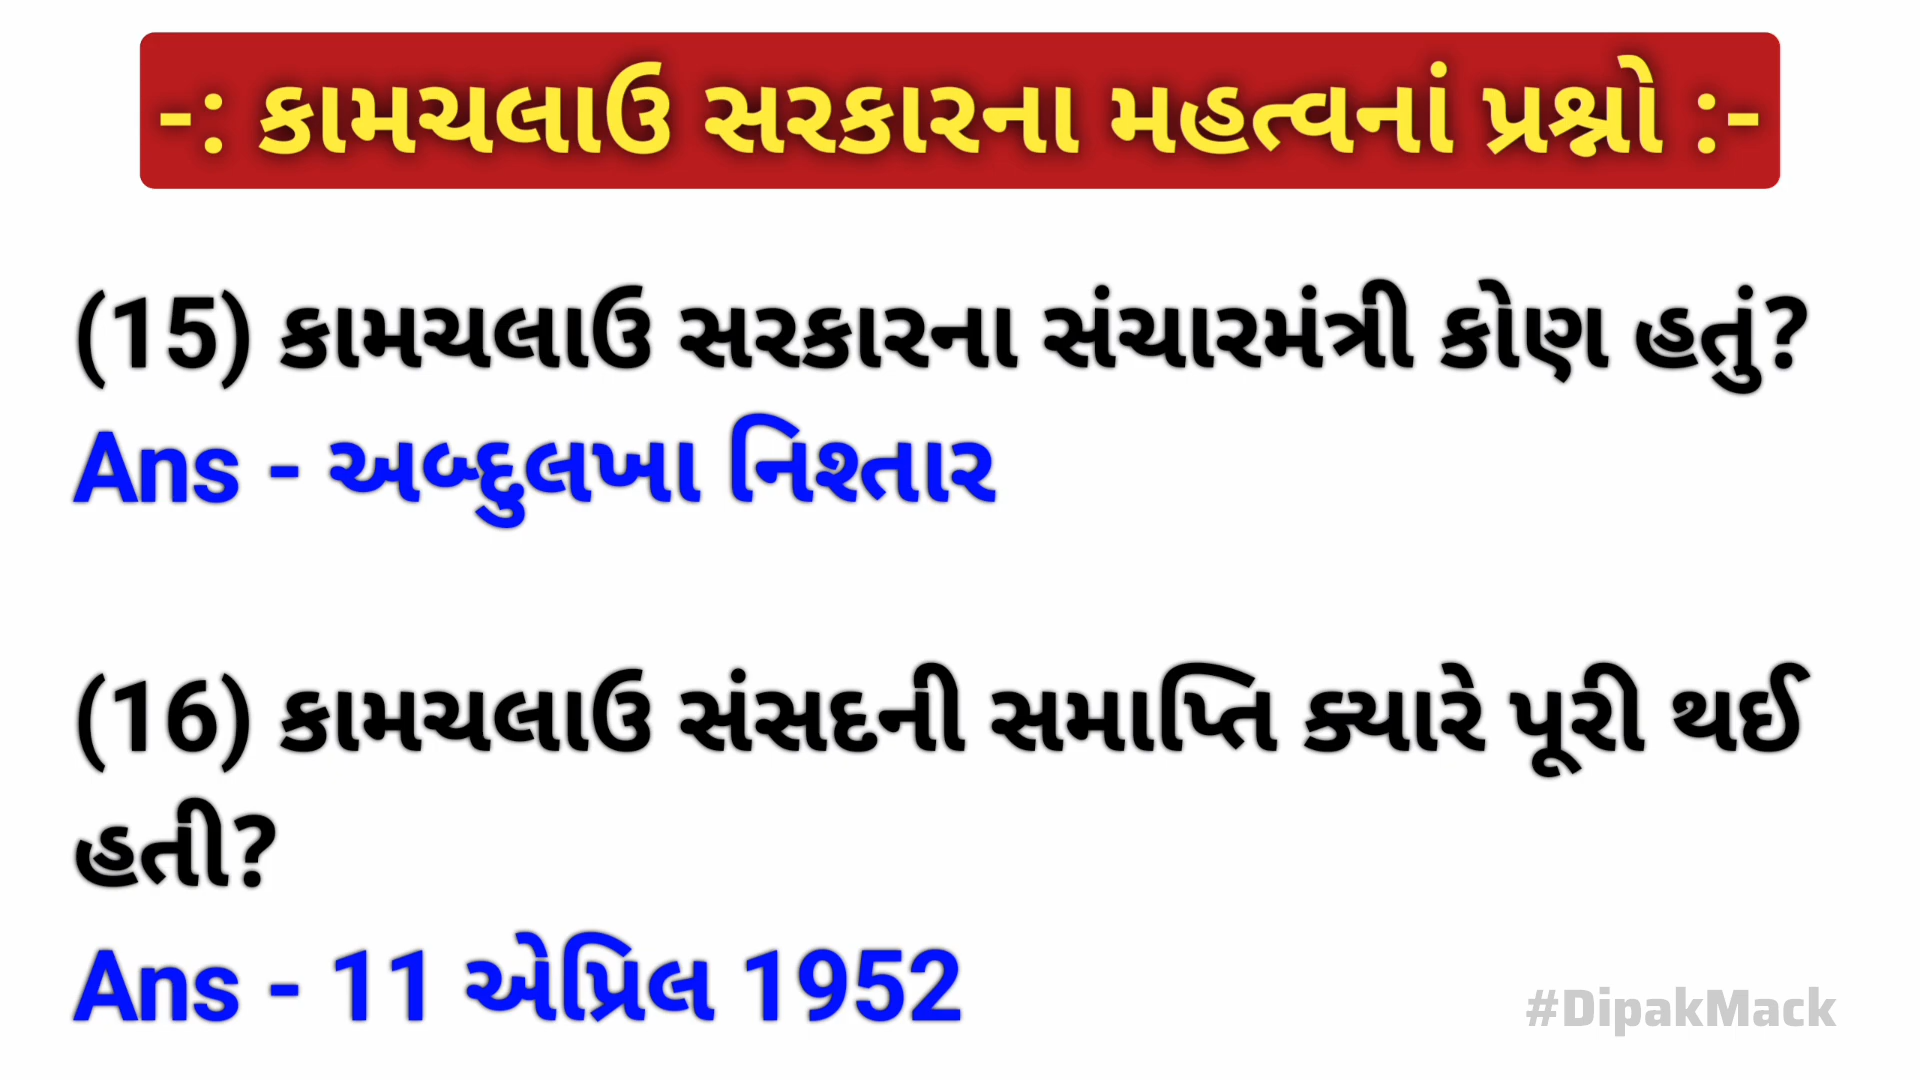 -: કામચલાઉ સરકારના મહત્વનાં પ્રશ્નો :-
(15) કામચલાઉ સરકારના સંચારમંત્રી કોણ હતું?
Ans - અબ્દુલખા નિશ્તાર
(16) કામચલાઉ સંસદની સમાપ્તિ ક્યારે પૂરી થઈ
હતી?
Ans - 11 એપ્રિલ 1952
#DipakMack